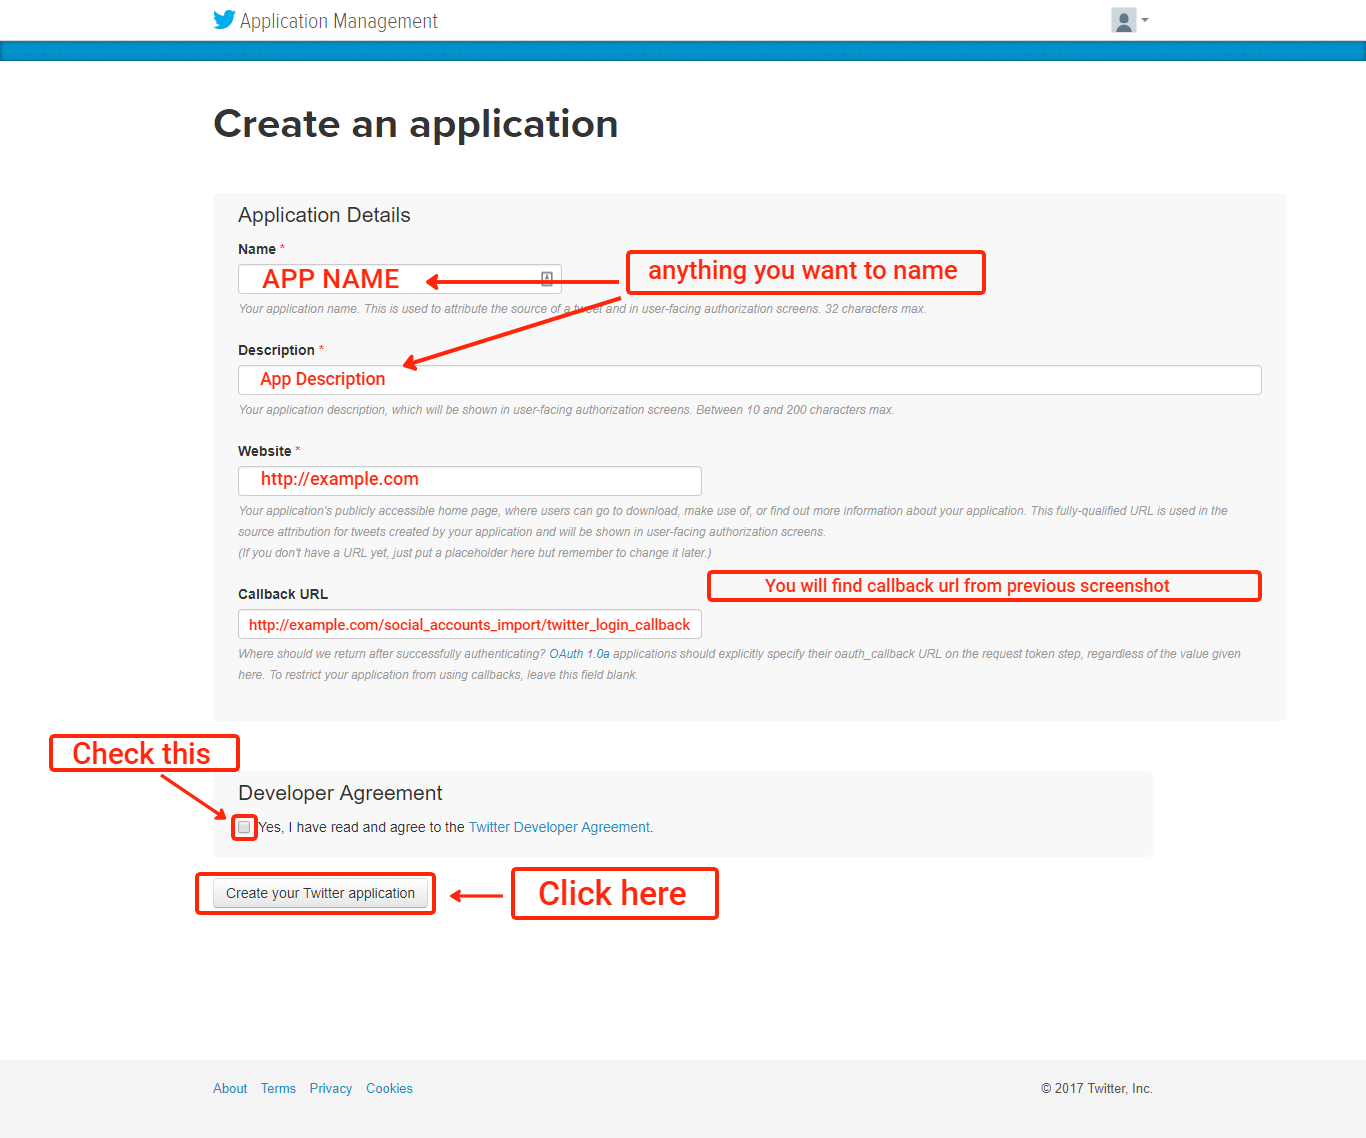 Application Management
Create an application
Application Details
Name *
APP NAME
anything you want to name
Your application name. This is used to attribute the source of a tweet and in user-facing authorization screens. 32 characters max.
Description *
App Description
Your application description, which will be shown in user-facing authorization screens. Between 10 and 200 characters max.
Website *
http://example.com
Your application's publicly accessible home page, where users can go to download, make use of, or find out more information about your application. This fully-qualified URL is used in the
source attribution for tweets created by your application and will be shown in user-facing authorization screens.
(If you don't have a URL yet, just put a placeholder here but remember to change it later.)
You will find callback url from previous screenshot
Callback URL
http://example.com/social_accounts_import/twitter_login_callback
Where should we return after successfully authenticating? OAuth 1.0a applications should explicitly specify their oauth_callback URL on the request token step, regardless of the value given
here. To restrict your application from using callbacks, leave this field blank.
Check this
Developer Agreement
Yes, I have read and agree to the Twitter Developer Agreement.
Create your Twitter application
Click here
About Terms Privacy Cookies
© 2017 Twitter, Inc.